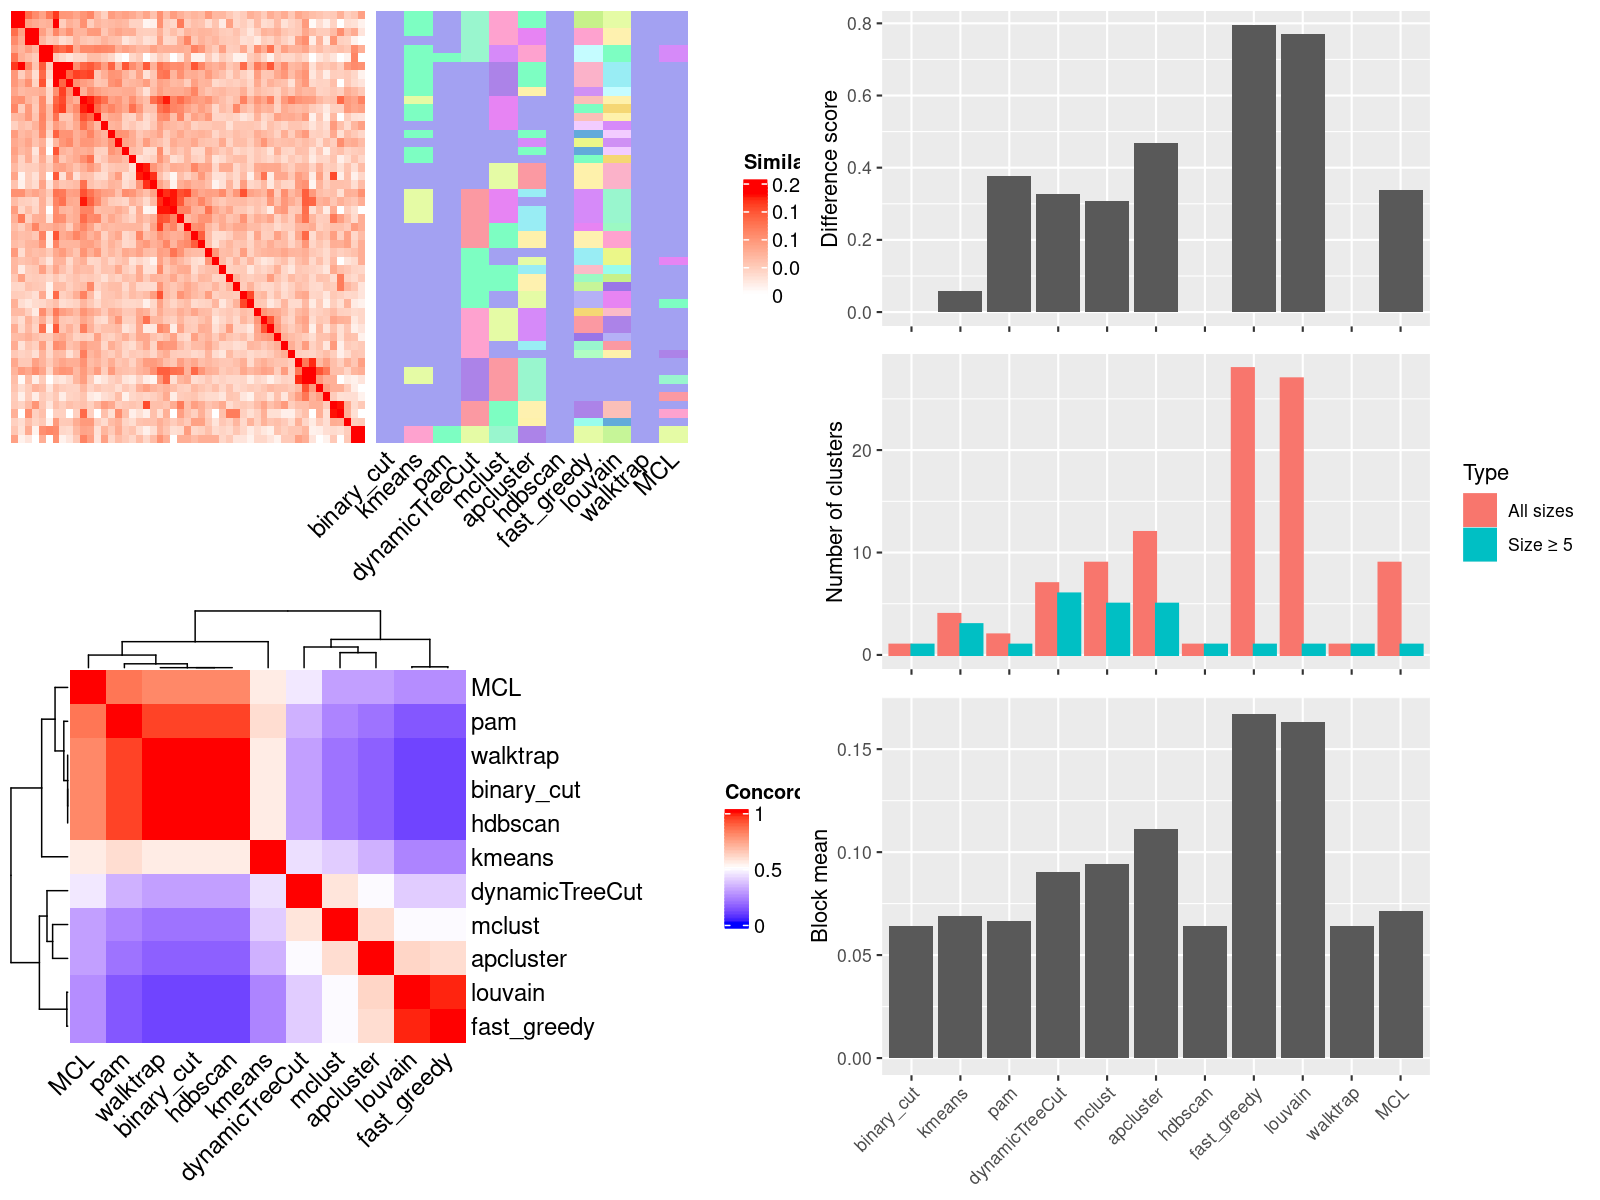 Simila
0.2
0.1
0.1
0.0
0
binary_cut
kmeans
pam
dynamicTreeCut
mclust
apcluster
hdbscan
fast_greedy
louvain
walktrap
MCL
MCL
pam
walktrap
binary_cut
hdbscan
kmeans
dynamicTreeCut
mclust
apcluster
louvain
fast_greedy
MCL
pam
walktrap
binary_cut
hdbscan
kmeans
dynamicTreeCut
mclust
apcluster
louvain
fast_greedy
Concord
1
0.5
0
Difference score
0.8
0.6
0.4
0.2
0.0
Number of clusters
20
10
0
Type
All sizes
Size ≥ 5
Block mean
0.15
0.10
0.05
0.00
binary_cut
kmeans
pam
dynamicTreeCut
mclust
apcluster
hdbscan
fast_greedy
louvain
walktrap
MCL